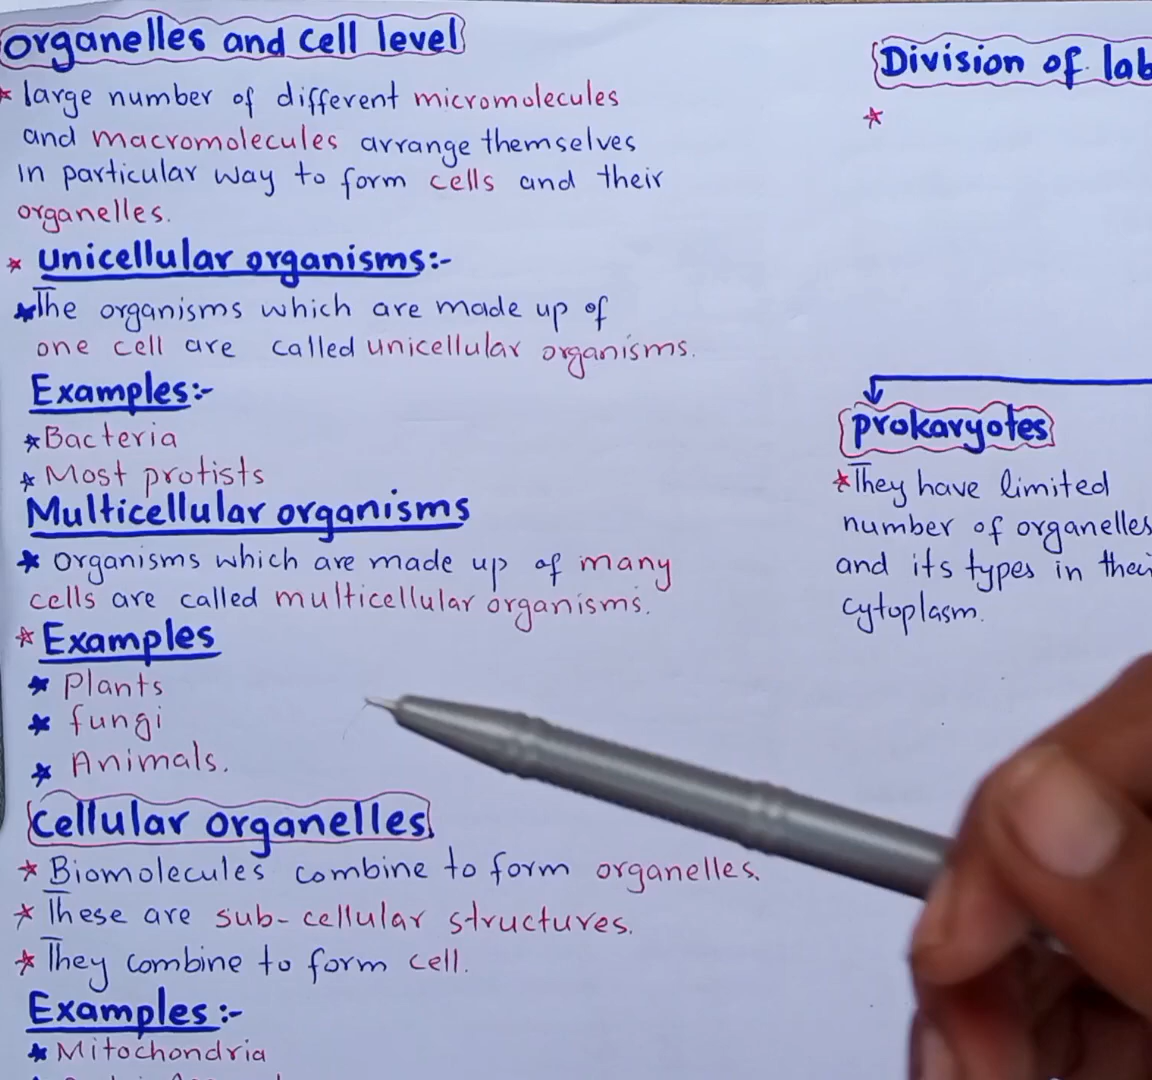 organelles and cell level
* large number of different micromolecules
and macromolecules arrange themselves
in particular way to form cells and their
organelles.
* unicellular organisms:-
* The organisms which are made up of
one cell are called unicellular organisms.
Examples:-
* Bacteria
* Most protists
Multicellular organisms
* organisms which are made up of many
cells are called multicellular organisms.
* Examples
* Plants
* fungi
* Animals.
cellular organelles
* Biomolecules combine to form organelles.
* These are sub-cellular structures.
* They combine to form cell.
Examples:-
* Mitochondria
Division of lab
*
prokaryotes
* They have limited
number of organelles
and its types in thei
cytoplasm.